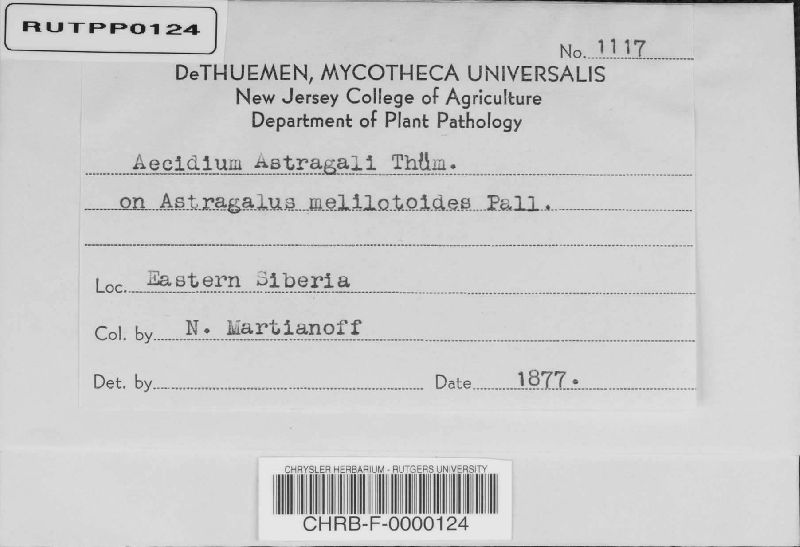 RUTPP0124
No. 1117
DeTHUEMEN, MYCOTHECA UNIVERSALIS
New Jersey College of Agriculture
Department of Plant Pathology
Aecidium Astragali Thüm.
on Astragalus melilotoides Pall.
Loc. Eastern Siberia
Col. by N. Martianoff
Det. by
Date 1877.
CHRYSLER HERBARIUM - RUTGERS UNIVERSITY
CHRB-F-0000124